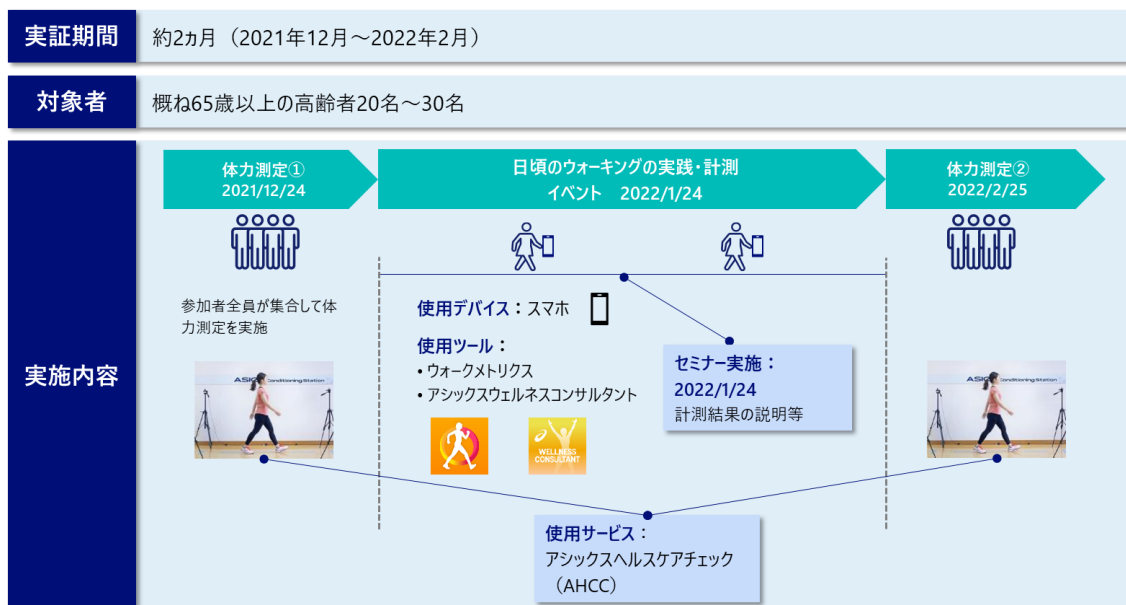 実証期間
約2ヵ月（2021年12月～2022年2月）
対象者
概ね65歳以上の高齢者20名～30名
実施内容
体力測定①
2021/12/24
日頃のウォーキングの実践・計測
イベント　2022/1/24
体力測定②
2022/2/25
参加者全員が集合して体
力測定を実施
使用デバイス：スマホ
使用ツール：
• ウォークメトリクス
• アシックスウェルネスコンサルタント
WELLNESS
CONSULTANT
セミナー実施：
2022/1/24
計測結果の説明等
使用サービス：
アシックスヘルスケアチェック
（AHCC）